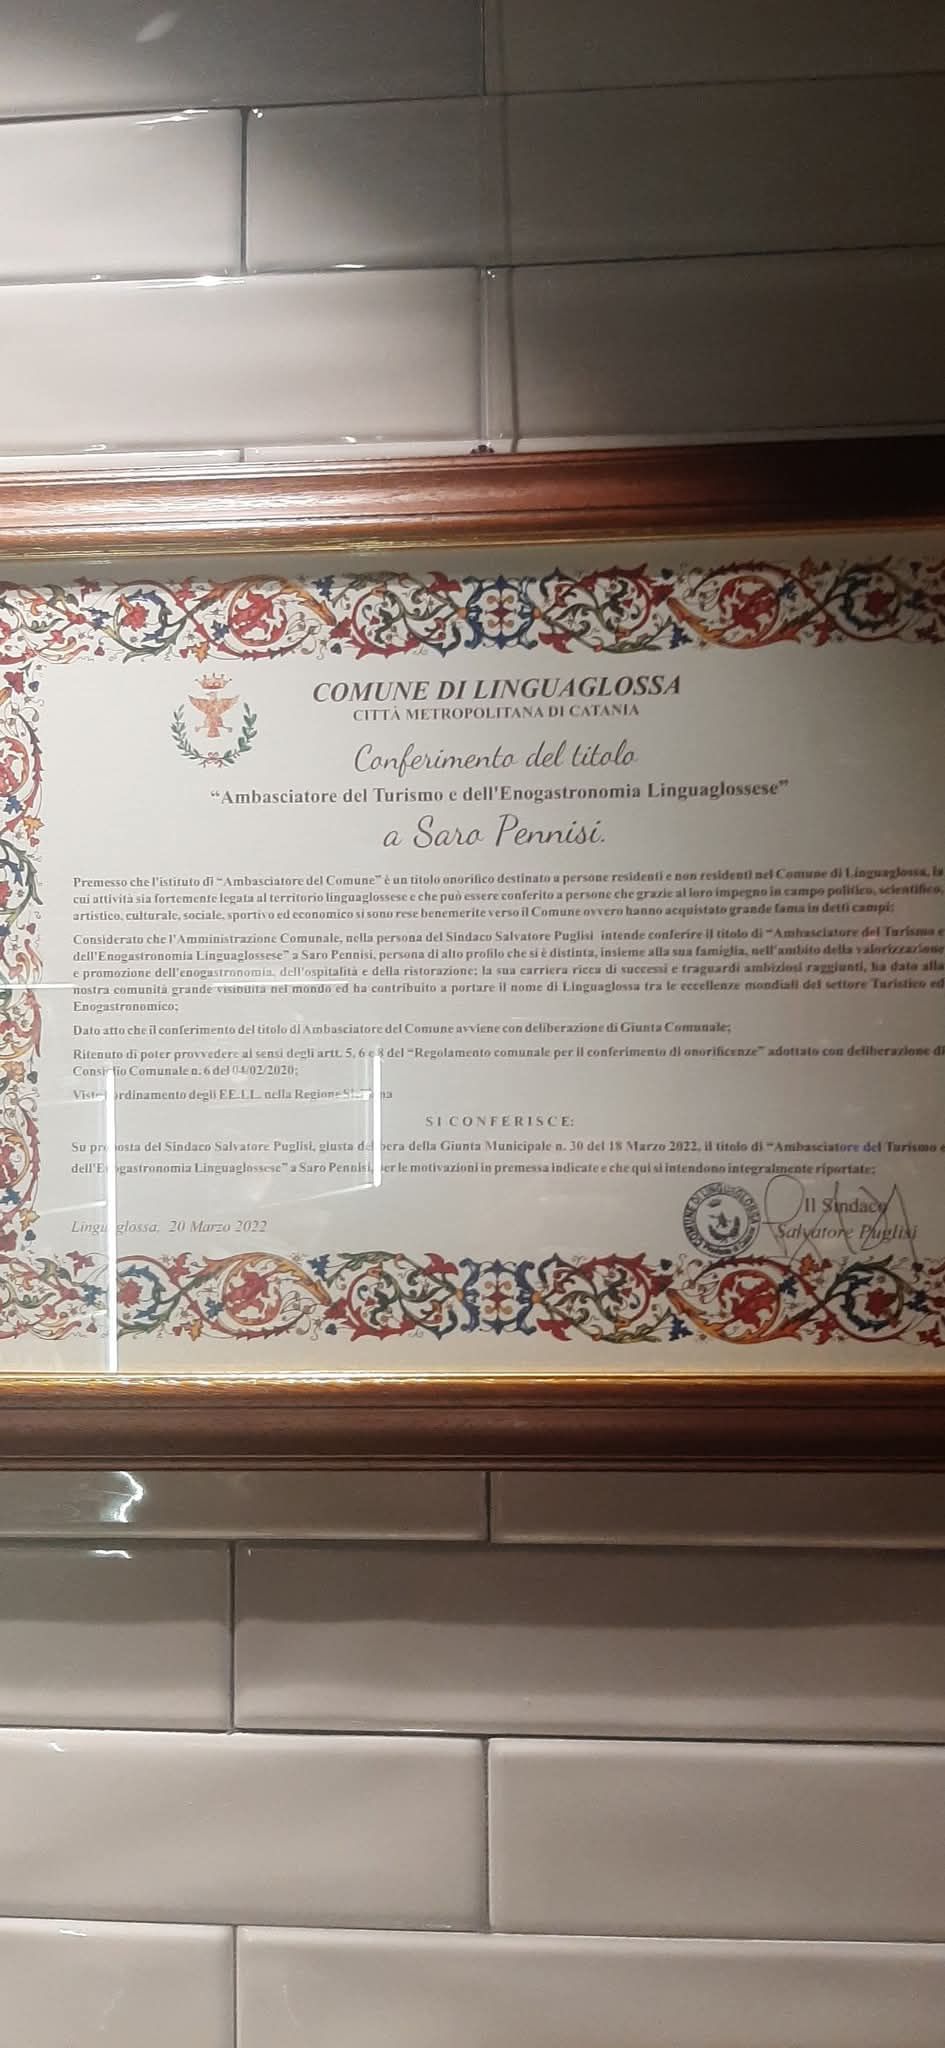 COMUNE DI LINGUAGLOSSA
CITTÀ METROPOLITANA DI CATANIA
Conferimento del titolo
“Ambasciatore del Turismo e dell'Enogastronomia Linguaglossese”
a Saro Pennisi.
Premesso che l'istituto di “Ambasciatore del Comune” è un titolo onorifico destinato a persone residenti e non residenti nel Comune di Linguaglossa, la
cui attività sia fortemente legata al territorio linguaglossese e che può essere conferito a persone che grazie al loro impegno in campo politico, scientifico,
artistico, culturale, sociale, sportivo ed economico si sono rese benemerite verso il Comune ovvero hanno acquistato grande fama in detti campi;
Considerato che l'Amministrazione Comunale, nella persona del Sindaco Salvatore Puglisi intende conferire il titolo di “Ambasciatore del Turismo e
dell'Enogastronomia Linguaglossese” a Saro Pennisi, persona di alto profilo che si è distinta, insieme alla sua famiglia, nell'ambito della valorizzazione
e promozione dell'enogastronomia, dell'ospitalità e della ristorazione; la sua carriera ricca di successi e traguardi ambiziosi raggiunti, ha dato alla
nostra comunità grande visibilità nel mondo ed ha contribuito a portare il nome di Linguaglossa tra le eccellenze mondiali del settore Turistico ed
Enogastronomico;
Dato atto che il conferimento del titolo di Ambasciatore del Comune avviene con deliberazione di Giunta Comunale;
Ritenuto di poter provvedere ai sensi degli artt. 5, 6 e 8 del “Regolamento comunale per il conferimento di onorificenze” adottato con deliberazione di
Consiglio Comunale n. 6 del 04/02/2020;
Visto ordinamento degli EE.LL. nella Regione Siciliana
SI CONFERISCE:
Su proposta del Sindaco Salvatore Puglisi, giusta delibera della Giunta Municipale n. 30 del 18 Marzo 2022, il titolo di “Ambasciatore del Turismo e
dell'Enogastronomia Linguaglossese” a Saro Pennisi, per le motivazioni in premessa indicate e che qui si intendono integralmente riportate;
Linguaglossa, 20 Marzo 2022
COMUNE DI LINGUAGLOSSA
Il Sindaco
Salvatore Puglisi